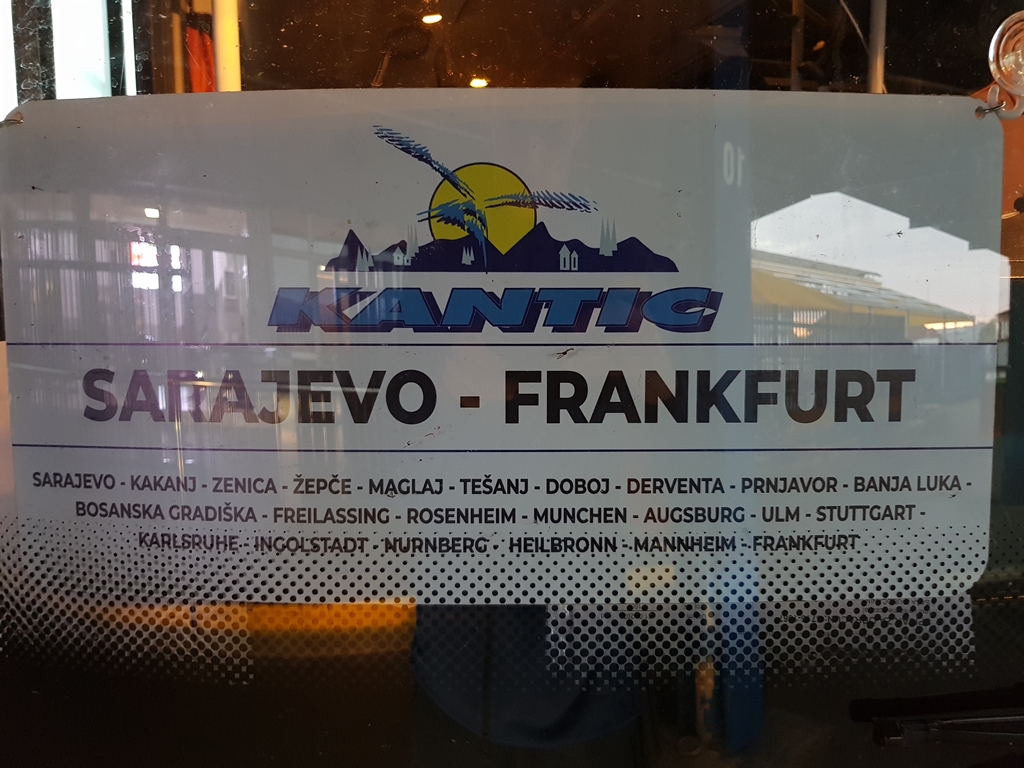 10
KANTIC
SARAJEVO - FRANKFURT
SARAJEVO - KAKANJ - ZENICA - ŽEPČE - MAGLAJ - TEŠANJ - DOBOJ - DERVENTA - PRNJAVOR - BANJA LUKA -
BOSANSKA GRADIŠKA - FREILASSING - ROSENHEIM - MUNCHEN - AUGSBURG - ULM - STUTTGART -
KARLSRUHE - INGOLSTADT - NURNBERG - HEILBRONN - MANNHEIM - FRANKFURT